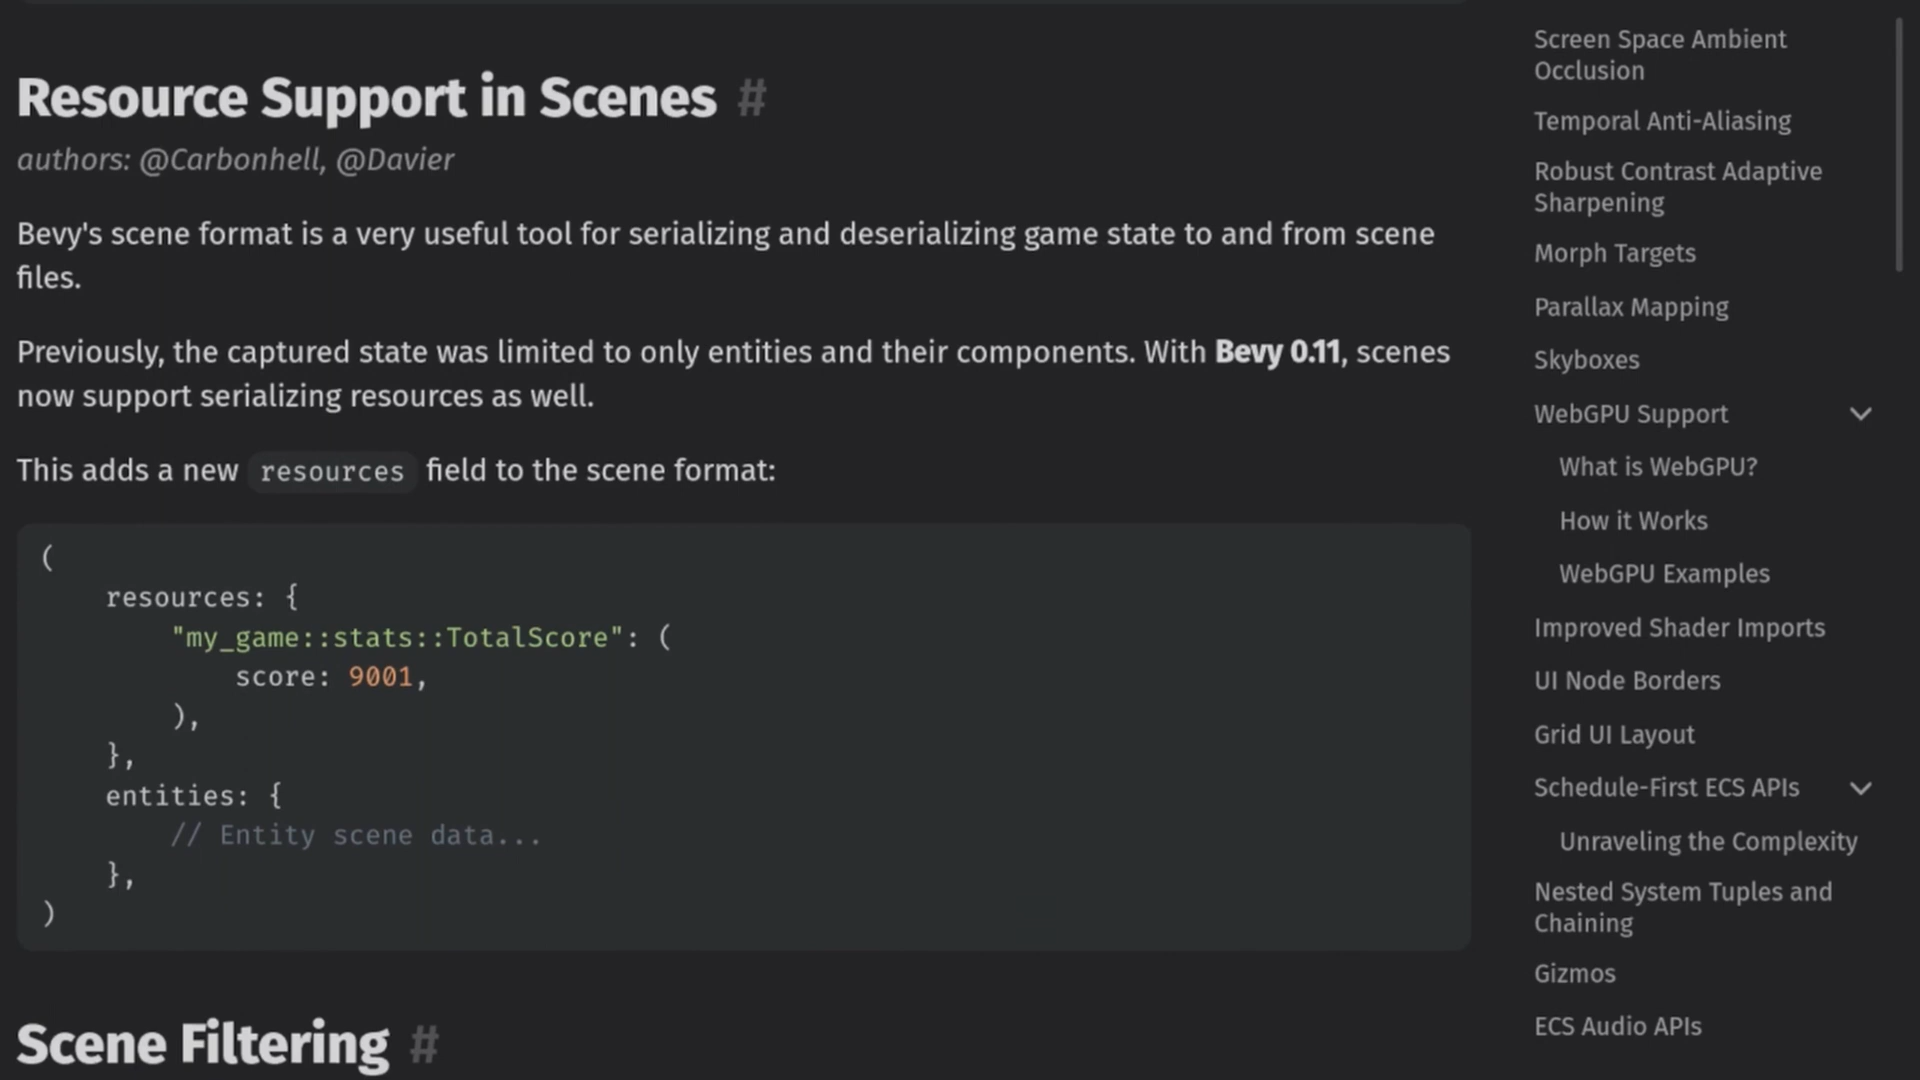 Resource Support in Scenes #
authors: @Carbonhell, @Davier
Bevy's scene format is a very useful tool for serializing and deserializing game state to and from scene
files.
Previously, the captured state was limited to only entities and their components. With Bevy 0.11, scenes
now support serializing resources as well.
This adds a new resources field to the scene format:
(
    resources: {
        "my_game::stats::TotalScore": (
            score: 9001,
        ),
    },
    entities: {
        // Entity scene data...
    },
)
Scene Filtering #
Screen Space Ambient
Occlusion
Temporal Anti-Aliasing
Robust Contrast Adaptive
Sharpening
Morph Targets
Parallax Mapping
Skyboxes
WebGPU Support
What is WebGPU?
How it Works
WebGPU Examples
Improved Shader Imports
UI Node Borders
Grid UI Layout
Schedule-First ECS APIs
Unraveling the Complexity
Nested System Tuples and
Chaining
Gizmos
ECS Audio APIs